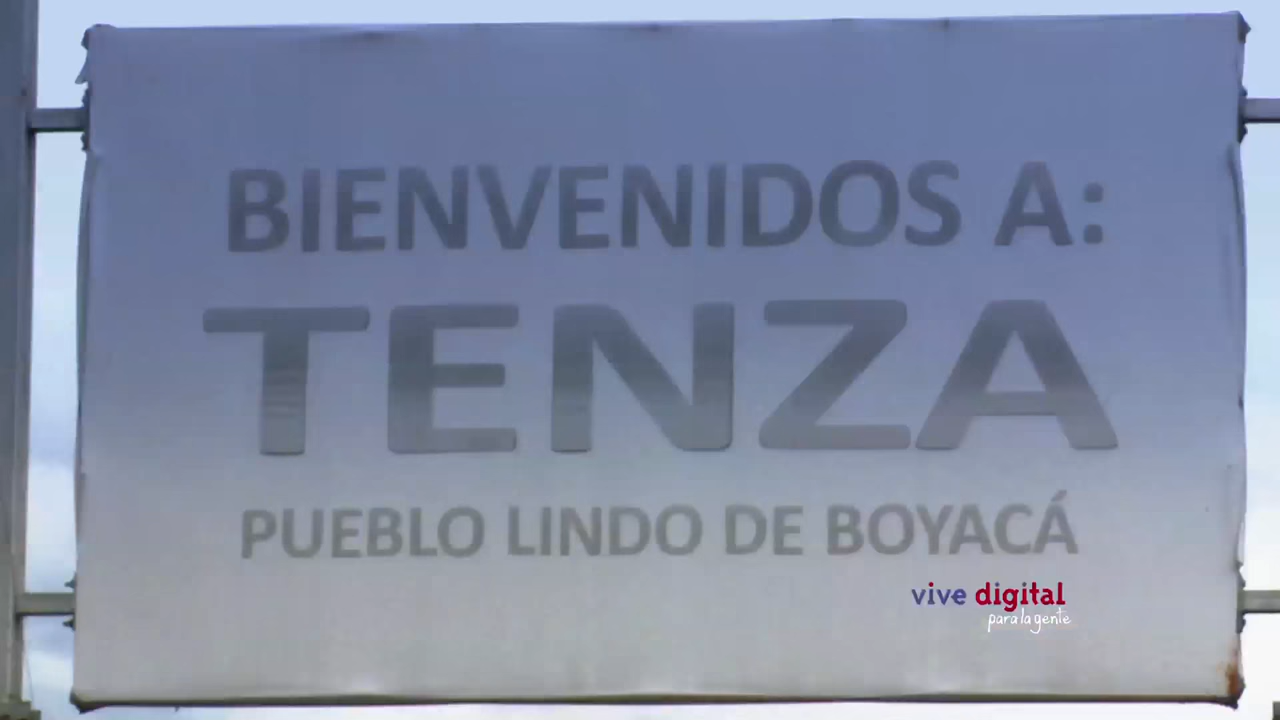 BIENVENIDOS A:
TENZA
PUEBLO LINDO DE BOYACÁ
vive digital
para la gente